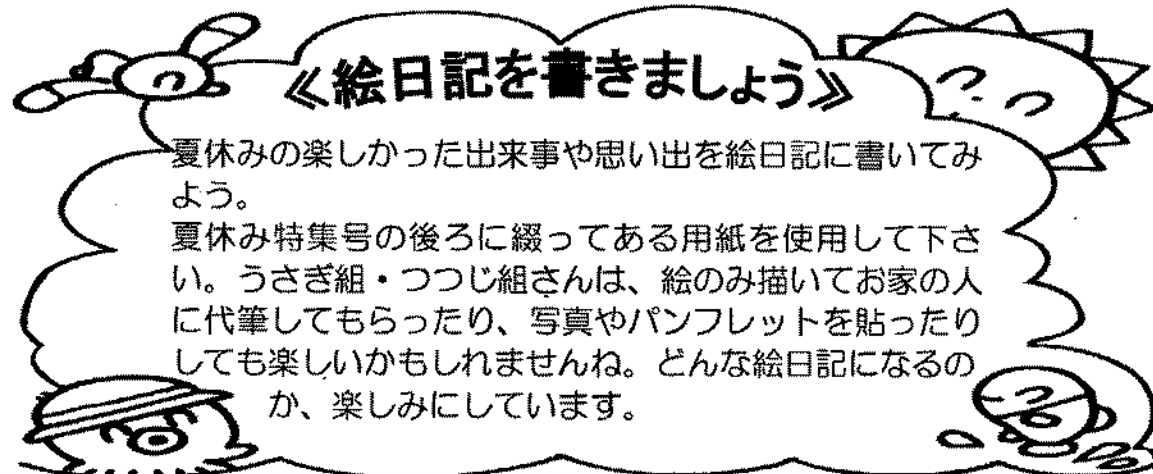 《絵日記を書きましょう》
夏休みの楽しかった出来事や思い出を絵日記に書いてみ
よう。
夏休み特集号の後ろに綴ってある用紙を使用して下さ
い。うさぎ組・つつじ組さんは、絵のみ描いてお家の人
に代筆してもらったり、写真やパンフレットを貼ったり
しても楽しいかもしれませんね。どんな絵日記になるの
か、楽しみにしています。